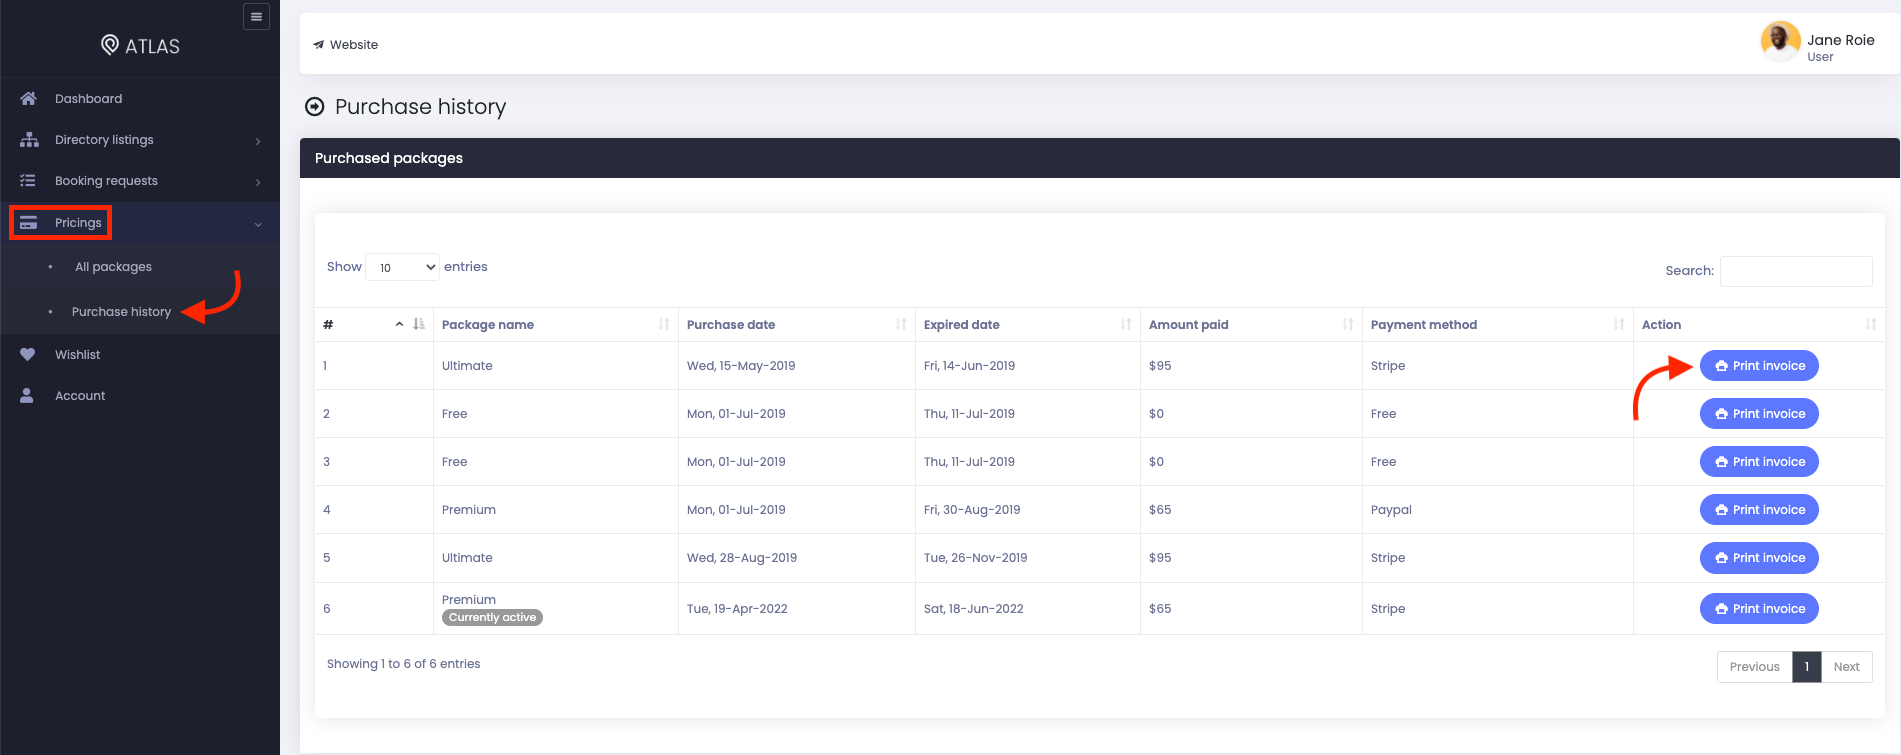 ATLAS
Dashboard
Directory listings
Booking requests
Pricings
All packages
Purchase history
Wishlist
Account
Website
Jane Roie
User
Purchase history
Purchased packages
Show 10 entries
Search:
# Package name Purchase date Expired date Amount paid Payment method Action
1 Ultimate Wed, 15-May-2019 Fri, 14-Jun-2019 $95 Stripe Print invoice
2 Free Mon, 01-Jul-2019 Thu, 11-Jul-2019 $0 Free Print invoice
3 Free Mon, 01-Jul-2019 Thu, 11-Jul-2019 $0 Free Print invoice
4 Premium Mon, 01-Jul-2019 Fri, 30-Aug-2019 $65 Paypal Print invoice
5 Ultimate Wed, 28-Aug-2019 Tue, 26-Nov-2019 $95 Stripe Print invoice
6 Premium Tue, 19-Apr-2022 Sat, 18-Jun-2022 $65 Stripe Print invoice
Currently active
Showing 1 to 6 of 6 entries
Previous 1 Next